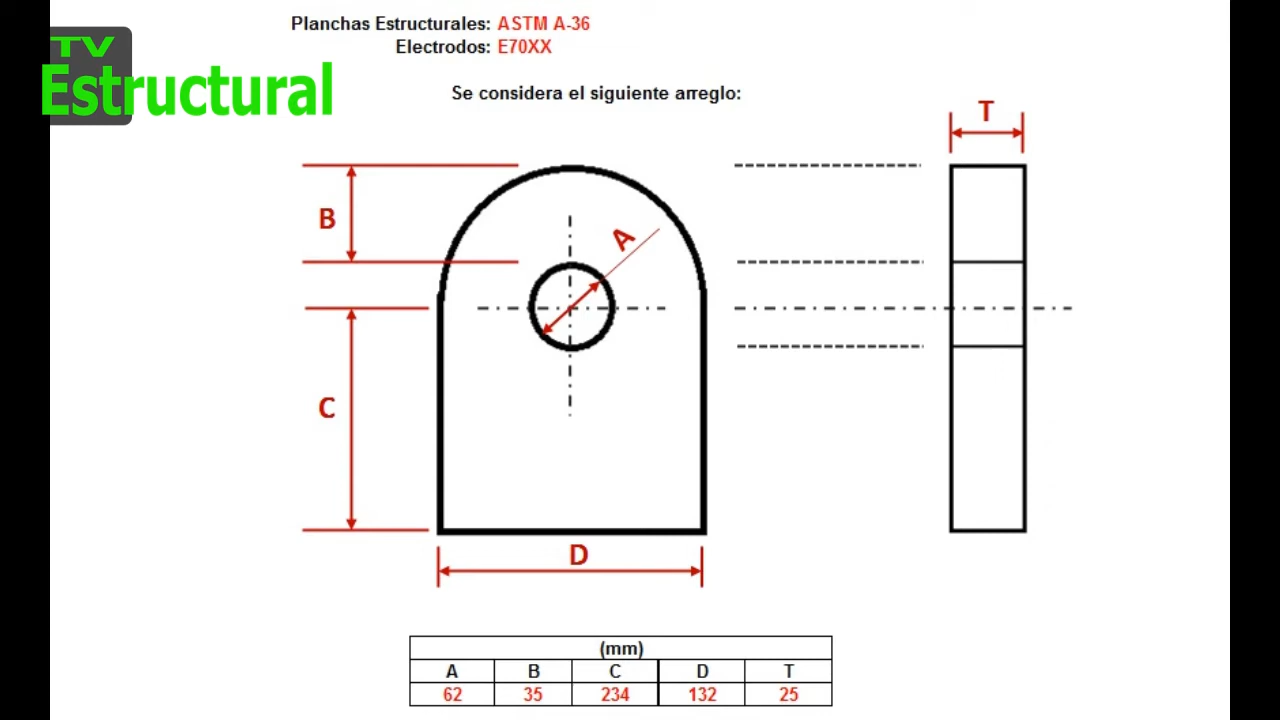 Planchas Estructurales: ASTM A-36
Electrodos: E70XX
TV
Estructural
Se considera el siguiente arreglo:
T
B
A
C
D
(mm)
A B C D T
62 35 234 132 25